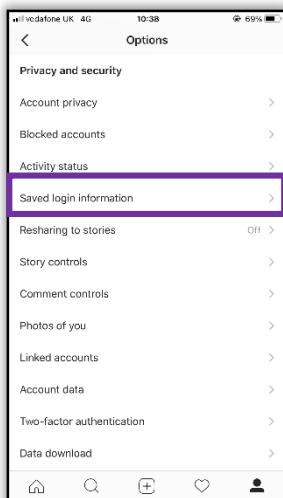 vodafone UK 4G 10:38 69%
Options
Privacy and security
Account privacy
Blocked accounts
Activity status
Saved login information
Resharing to stories Off
Story controls
Comment controls
Photos of you
Linked accounts
Account data
Two-factor authentication
Data download